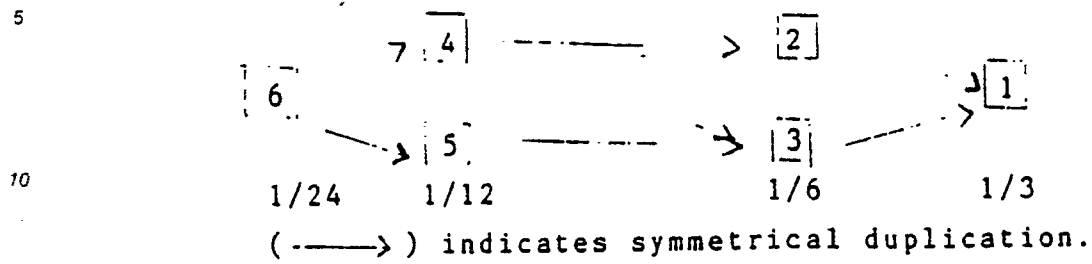 5
4 2
6 1
5 3
10
1/24 1/12 1/6 1/3
( ----> ) indicates symmetrical duplication.